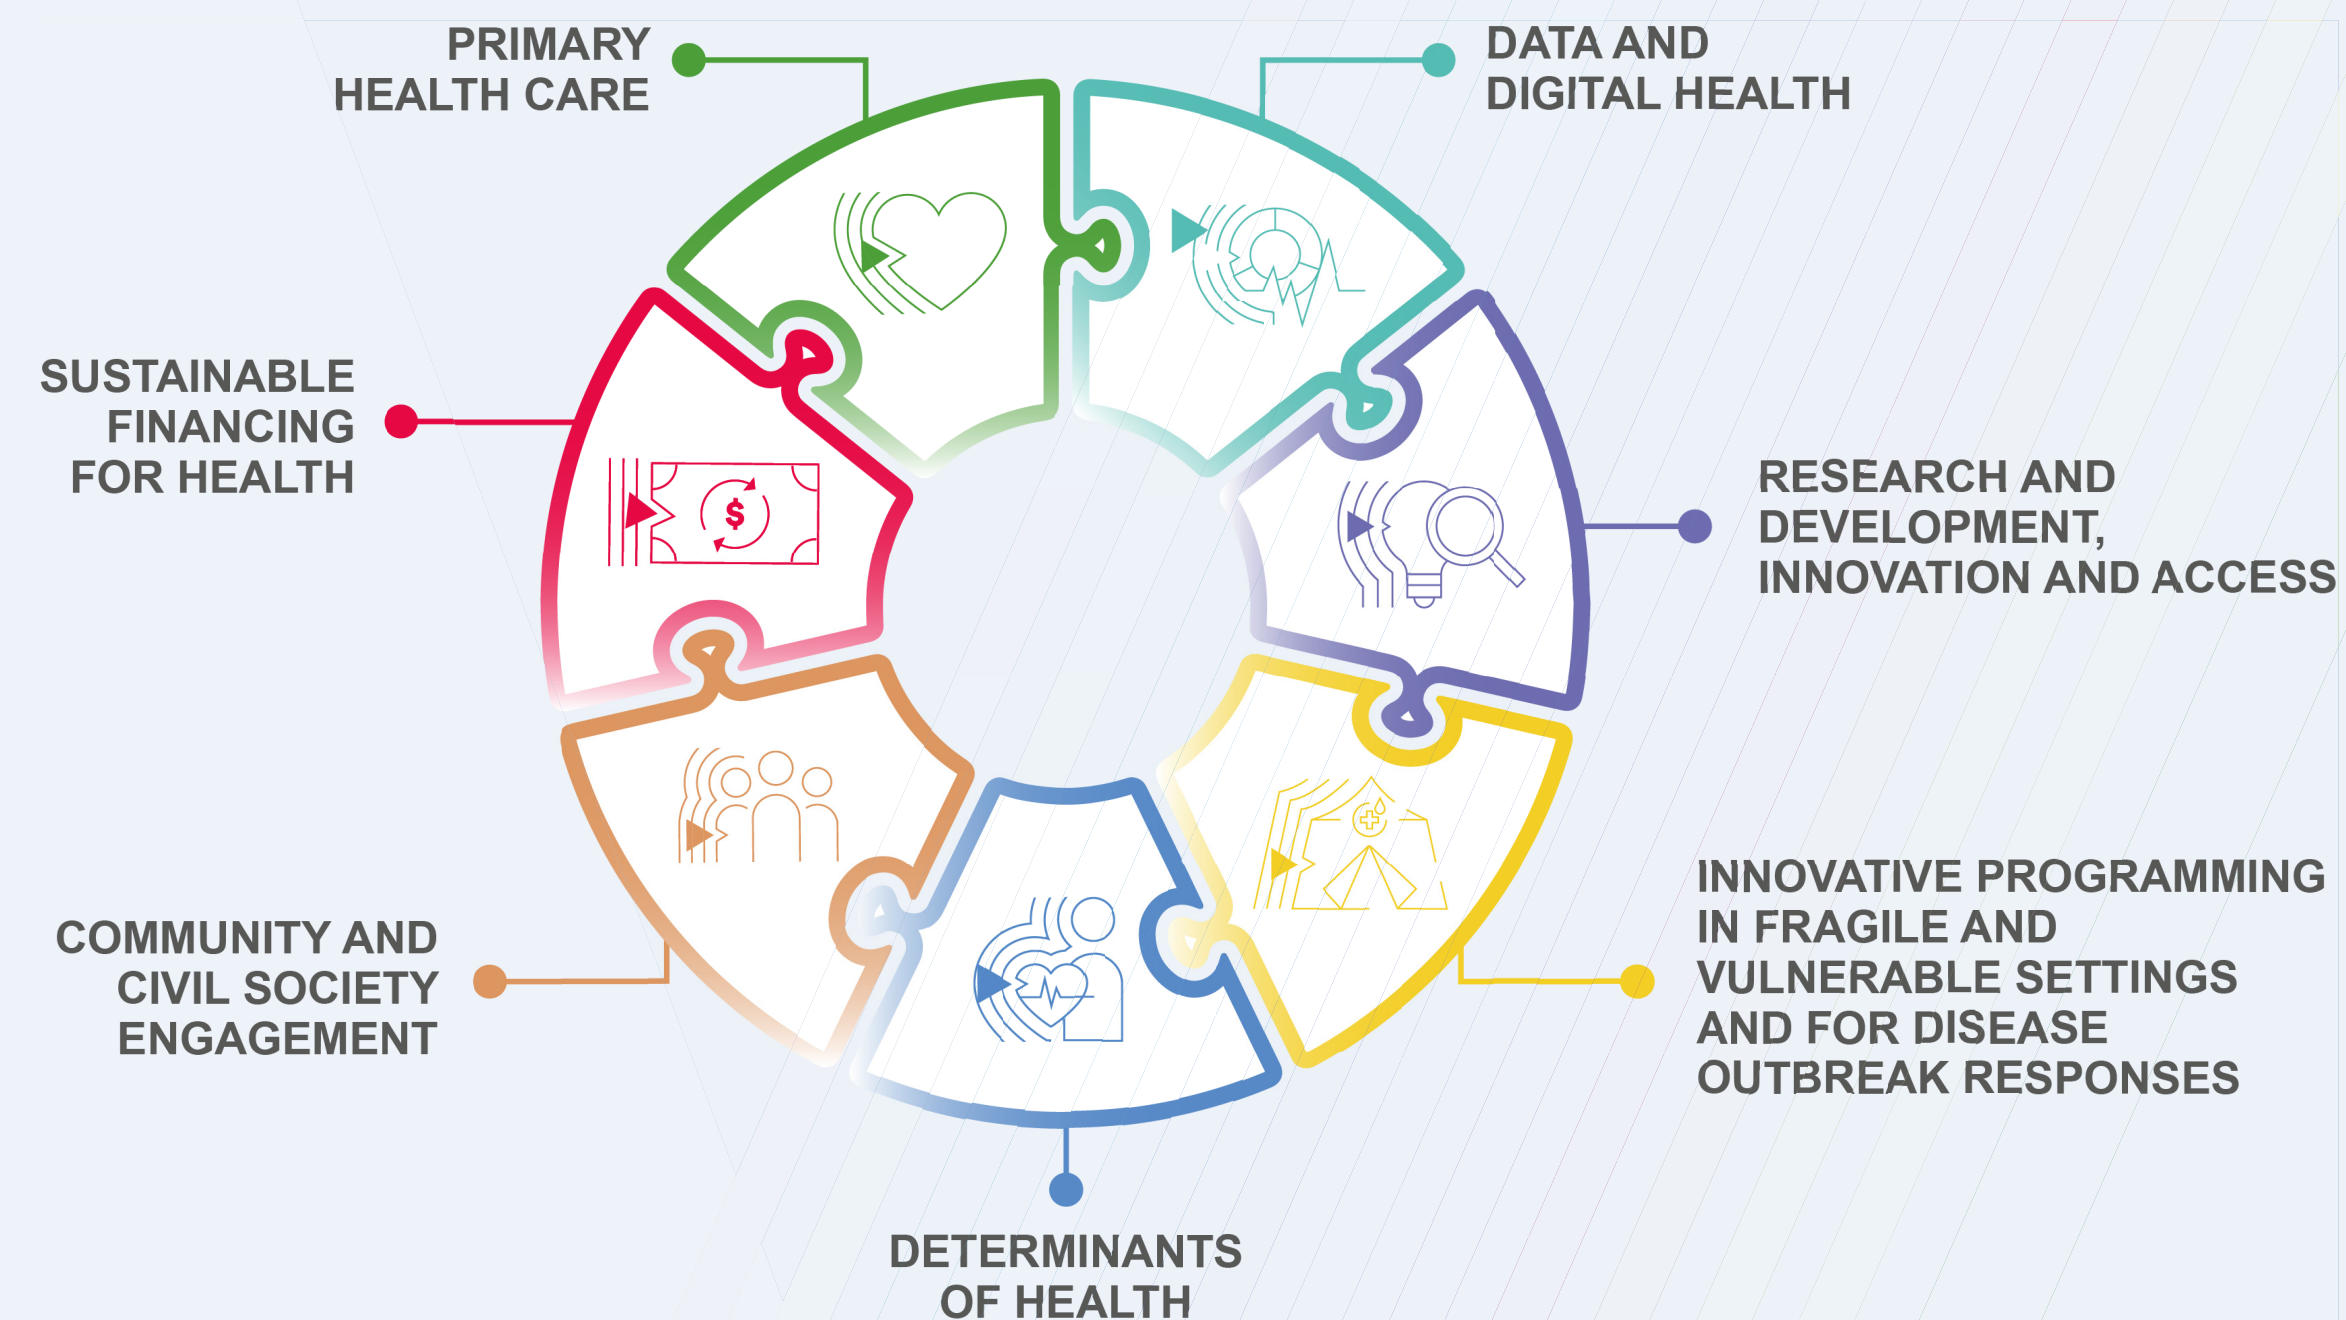 PRIMARY
HEALTH CARE
DATA AND
DIGITAL HEALTH
SUSTAINABLE
FINANCING
FOR HEALTH
$
RESEARCH AND
DEVELOPMENT,
INNOVATION AND ACCESS
COMMUNITY AND
CIVIL SOCIETY
ENGAGEMENT
INNOVATIVE PROGRAMMING
IN FRAGILE AND
VULNERABLE SETTINGS
AND FOR DISEASE
OUTBREAK RESPONSES
DETERMINANTS
OF HEALTH